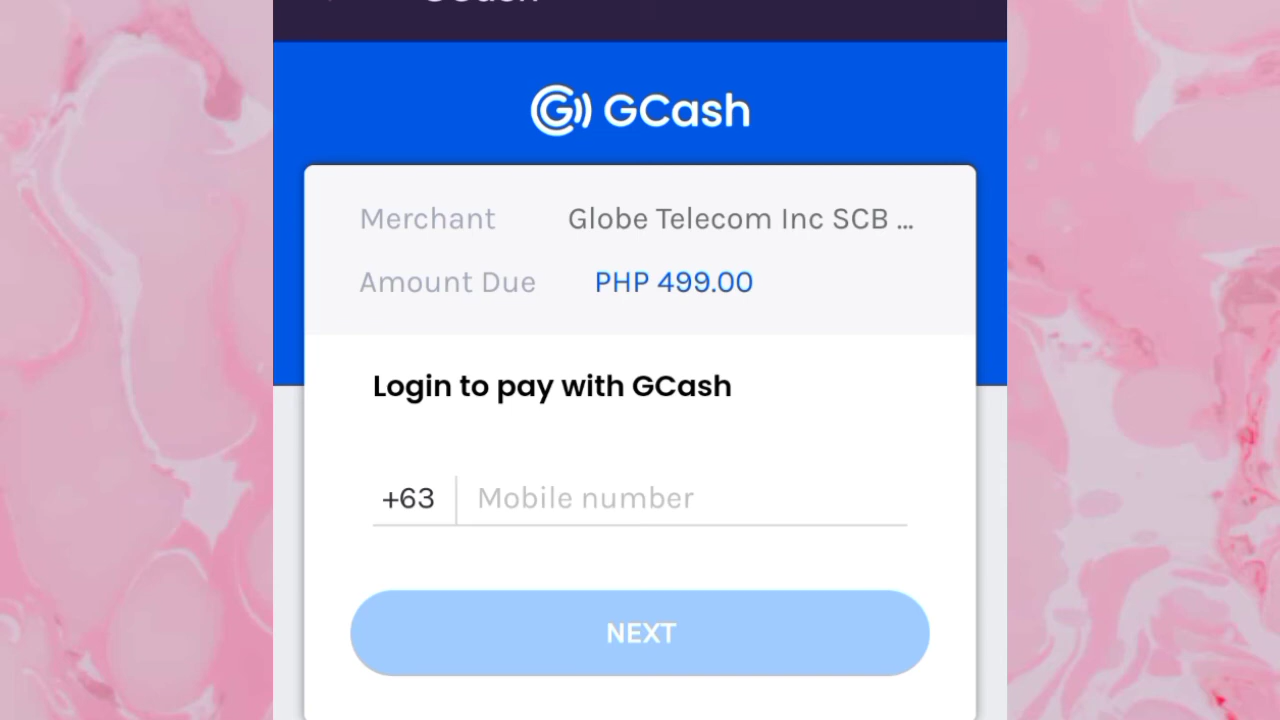 GCash
Merchant Globe Telecom Inc SCB ...
Amount Due PHP 499.00
Login to pay with GCash
+63 Mobile number
NEXT